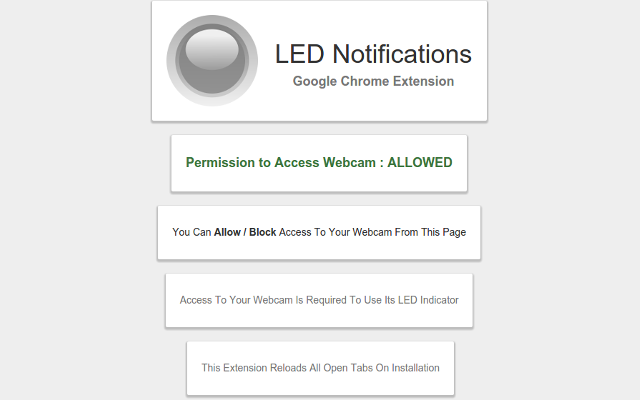 LED Notifications
Google Chrome Extension
Permission to Access Webcam : ALLOWED
You Can Allow / Block Access To Your Webcam From This Page
Access To Your Webcam Is Required To Use Its LED Indicator
This Extension Reloads All Open Tabs On Installation